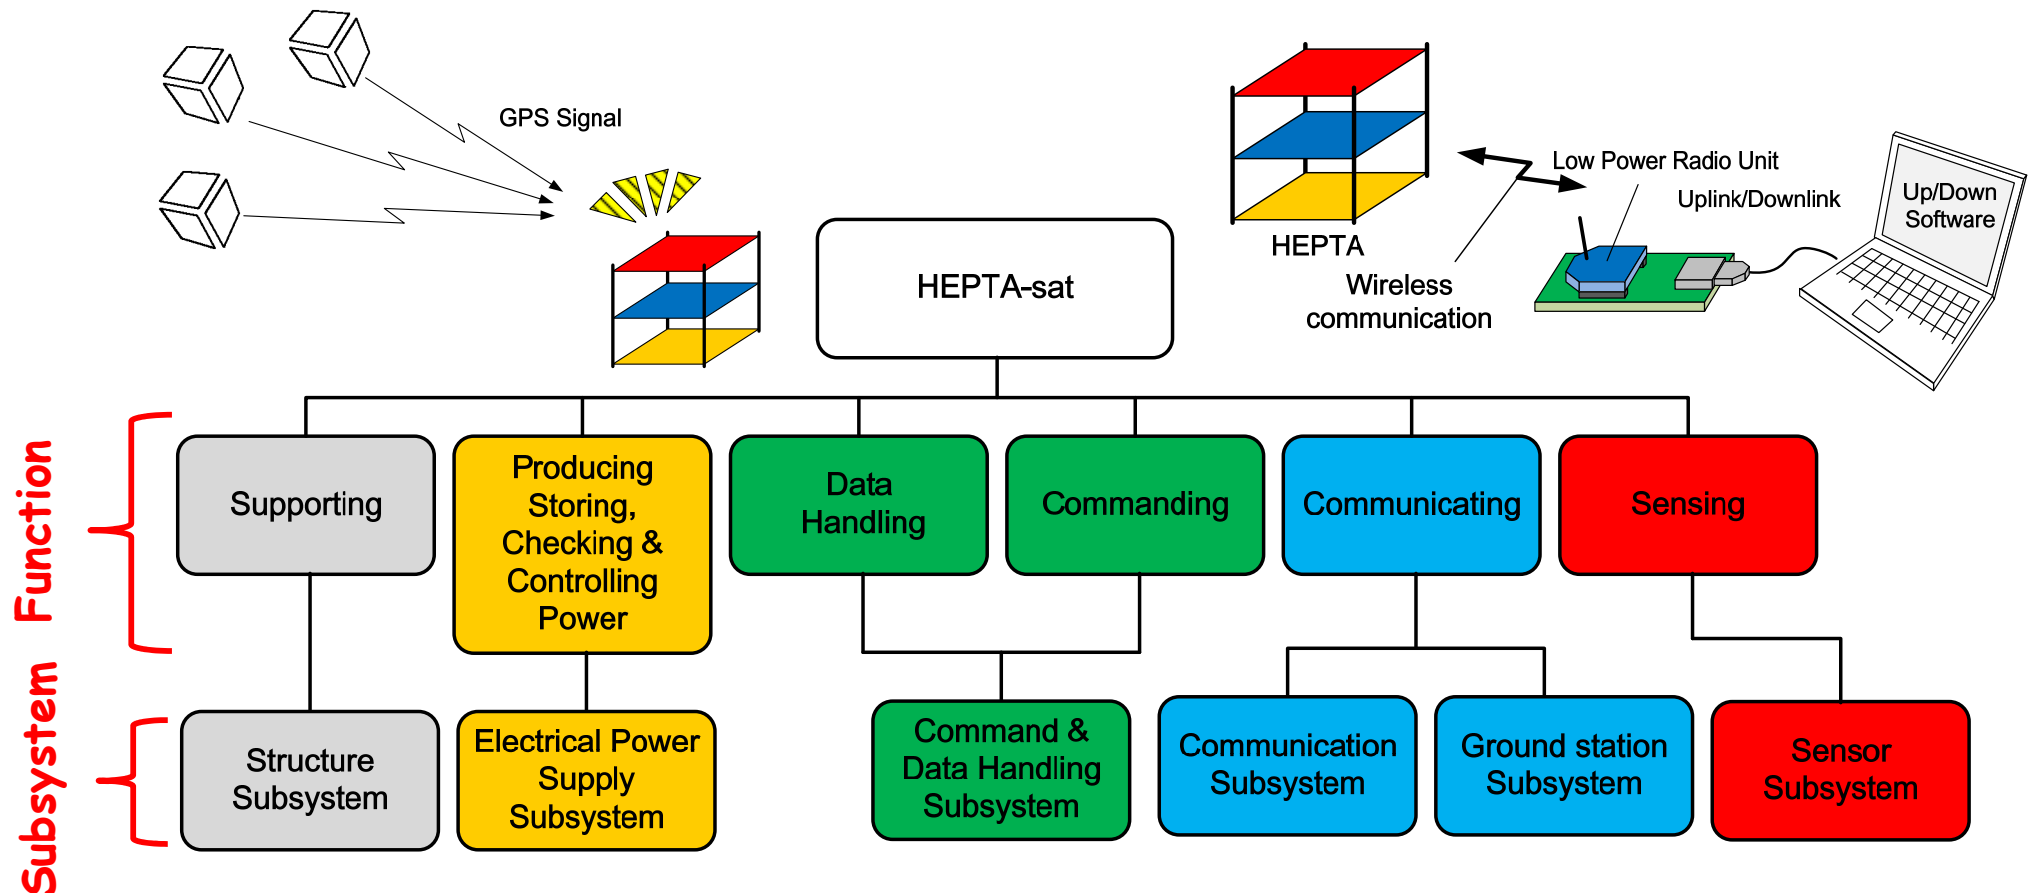 GPS Signal
HEPTA
Wireless
communication
Low Power Radio Unit
Uplink/Downlink
Up/Down
Software
HEPTA-sat
Function
Supporting
Producing
Storing,
Checking &
Controlling
Power
Data
Handling
Commanding
Communicating
Sensing
Subsystem
Structure
Subsystem
Electrical Power
Supply
Subsystem
Command &
Data Handling
Subsystem
Communication
Subsystem
Ground station
Subsystem
Sensor
Subsystem